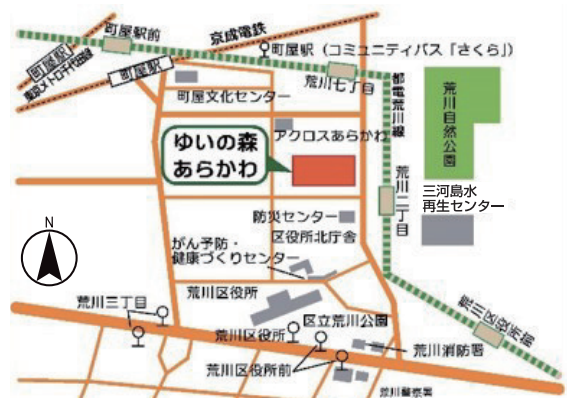 町屋駅前
京成電鉄
町屋駅（コミュニティバス「さくら」）
町屋駅
東京メトロ千代田線
町屋駅
荒川七丁目
都電荒川線
荒川自然公園
町屋文化センター
アクロスあらかわ
ゆいの森
あらかわ
荒川二丁目
三河島水
再生センター
防災センター
区役所北庁舎
がん予防・
健康づくりセンター
N
荒川区役所
荒川三丁目
荒川区役所
区立荒川公園
荒川区役所前
荒川消防署
荒川区役所前
荒川警察署